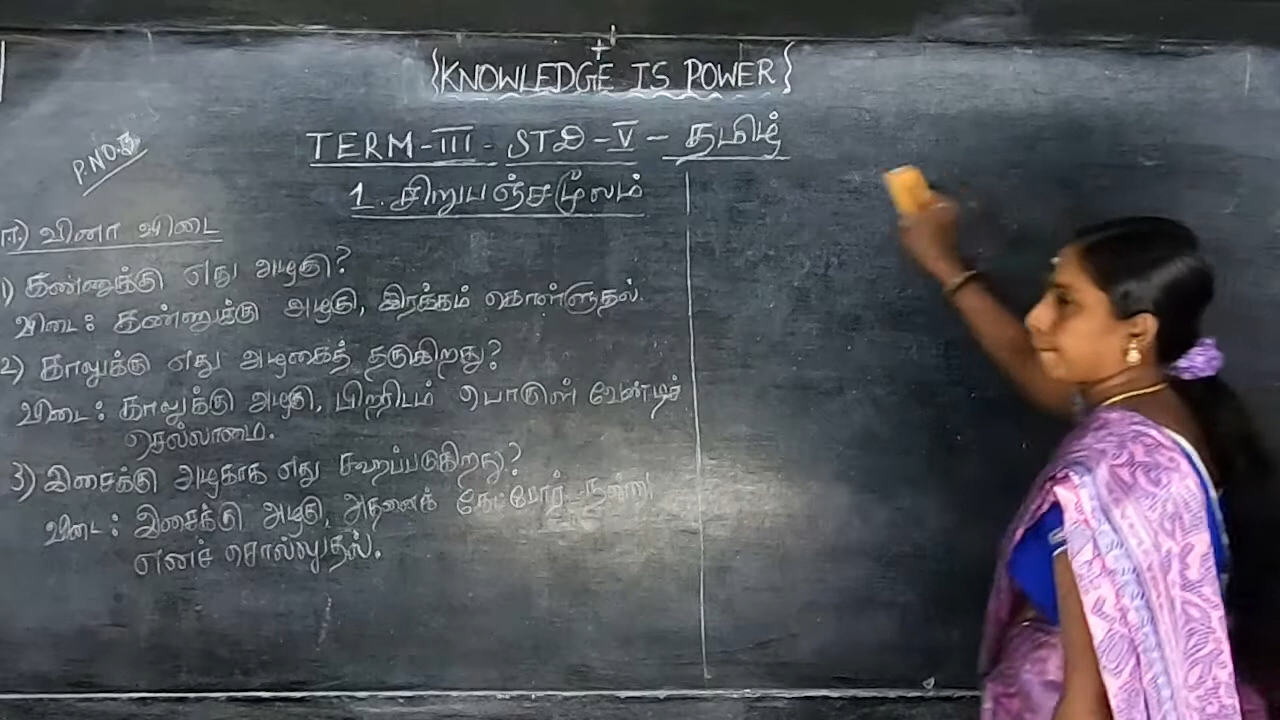 KNOWLEDGE IS POWER
TERM-III-STD-V-தமிழ்
P.NO.5
1.சிறுபஞ்சமூலம்
ஈ.) வினா விடை
1) கண்ணுக்கு எது அழகு?
விடை: கண்ணுக்கு அழகு, இரக்கம் கொள்ளுதல்.
2) காலுக்கு எது அழகைத் தருகிறது?
விடை: காலுக்கு அழகு, பிறரிடம் பொருள் வேண்டிச்
செல்லாமை.
3) இசைக்கு அழகாக எது கூறப்படுகிறது?
விடை: இசைக்கு அழகு, அதனைக் கேட்போர் நன்று
எனச் சொல்லுதல்.